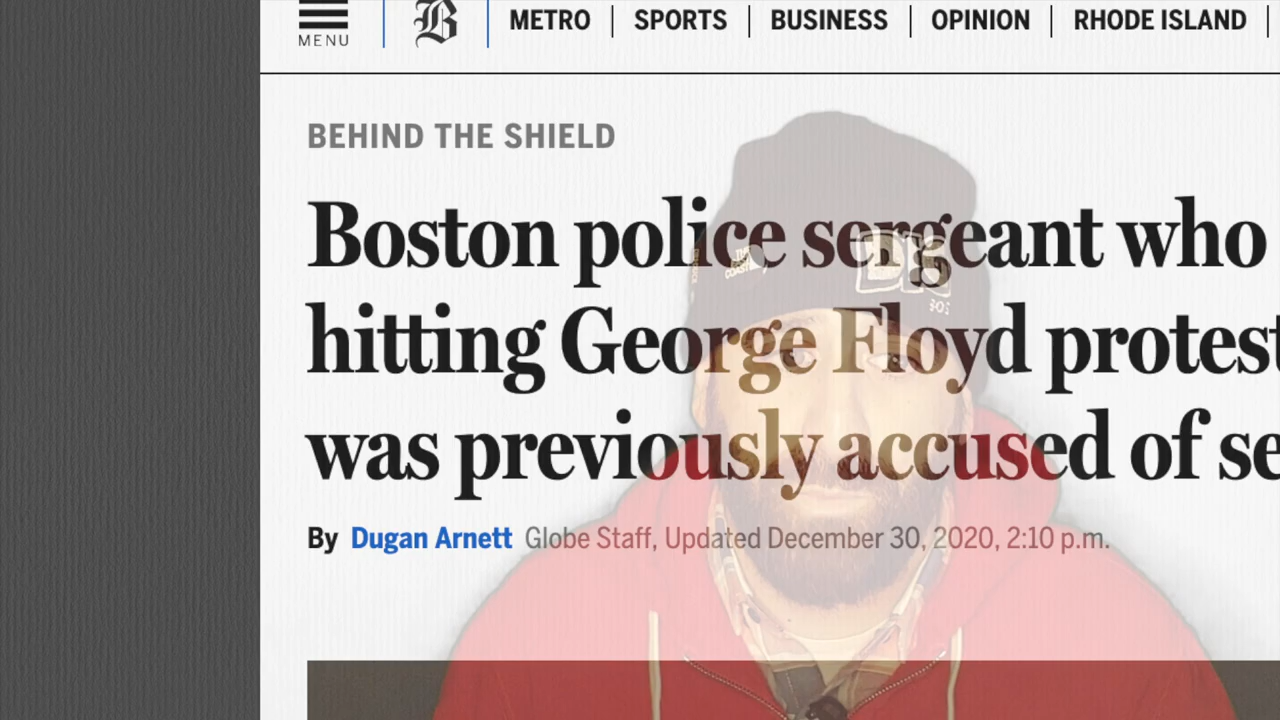 METRO | SPORTS | BUSINESS | OPINION | RHODE ISLAND |
MENU
BEHIND THE SHIELD
Boston police sergeant who
hitting George Floyd protest
was previously accused of se
By Dugan Arnett Globe Staff, Updated December 30, 2020, 2:10 p.m.